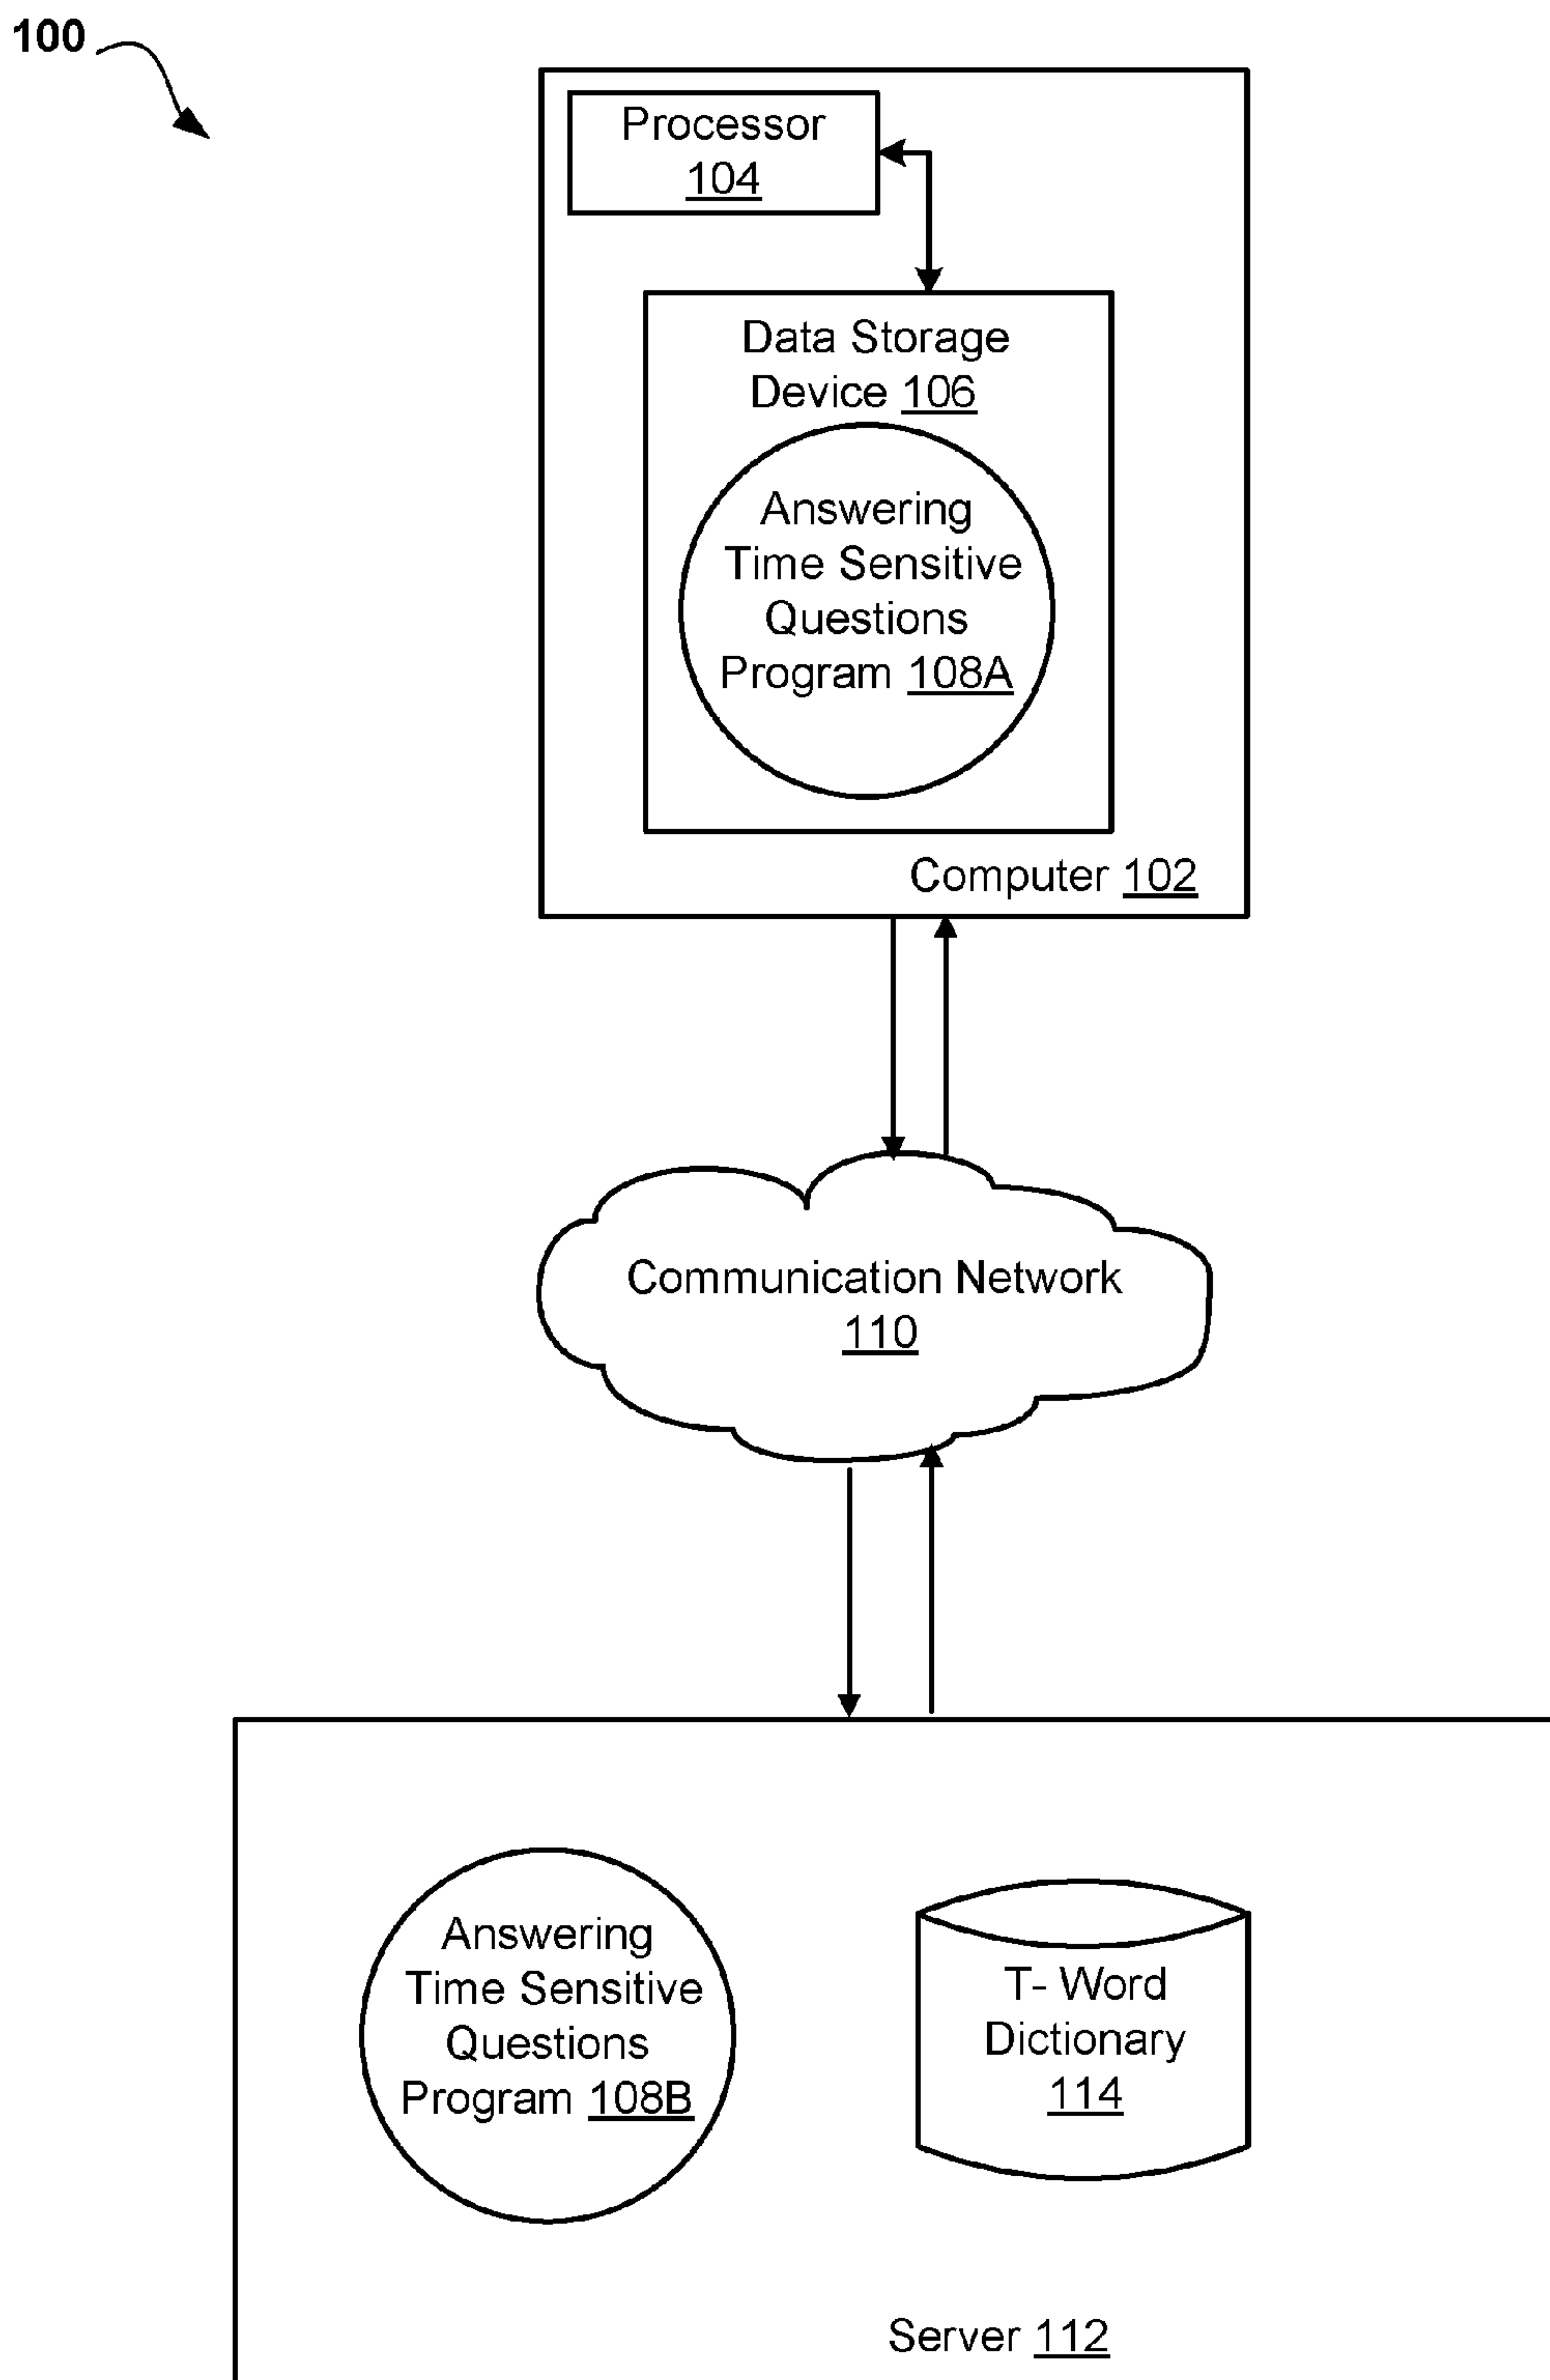 100
Processor
104
Data Storage
Device 106
Answering
Time Sensitive
Questions
Program 108A
Computer 102
Communication Network
110
Answering
Time Sensitive
Questions
Program 108B
T- Word
Dictionary
114
Server 112